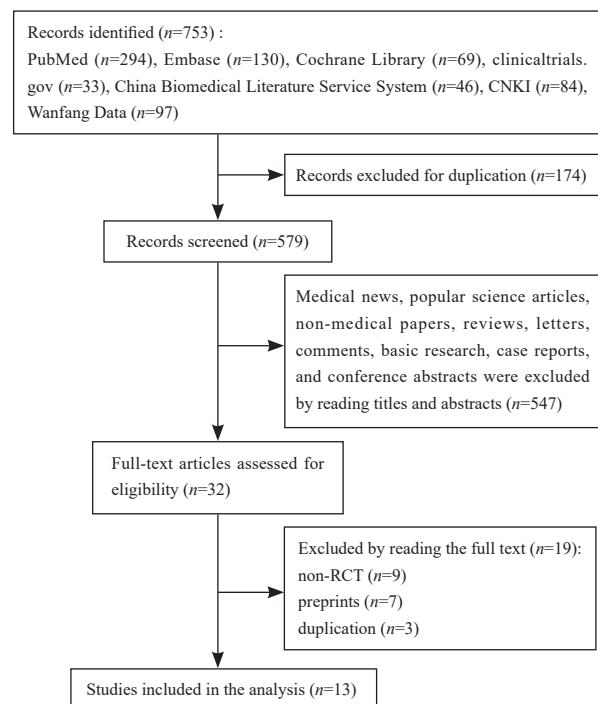 Records identified (n=753) :
PubMed (n=294), Embase (n=130), Cochrane Library (n=69), clinicaltrials.
gov (n=33), China Biomedical Literature Service System (n=46), CNKI (n=84),
Wanfang Data (n=97)
Records excluded for duplication (n=174)
Records screened (n=579)
Medical news, popular science articles,
non-medical papers, reviews, letters,
comments, basic research, case reports,
and conference abstracts were excluded
by reading titles and abstracts (n=547)
Full-text articles assessed for
eligibility (n=32)
Excluded by reading the full text (n=19):
non-RCT (n=9)
preprints (n=7)
duplication (n=3)
Studies included in the analysis (n=13)